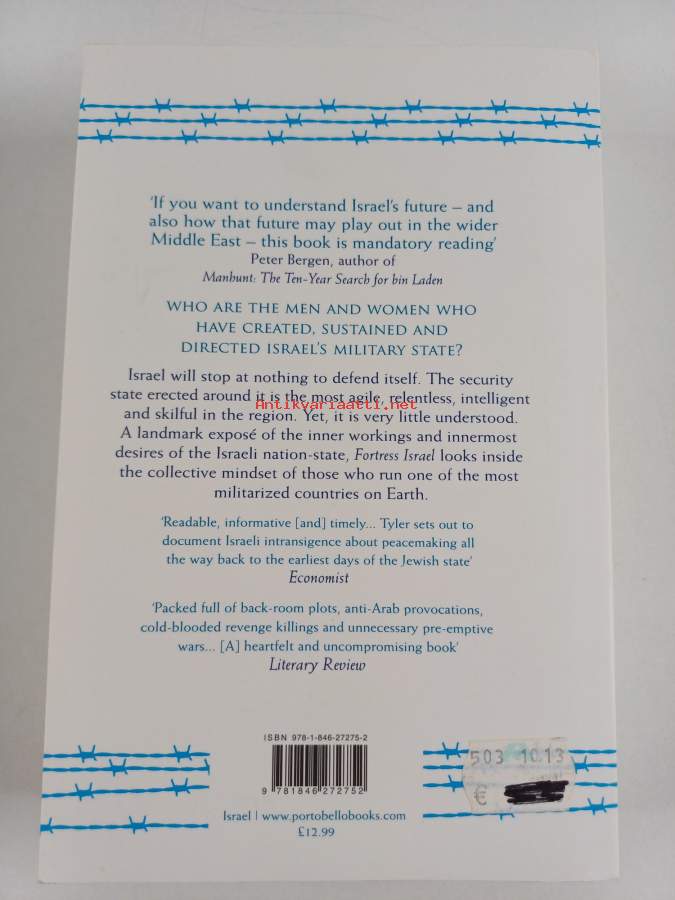 ‘If you want to understand Israel’s future – and
also how that future may play out in the wider
Middle East – this book is mandatory reading’
Peter Bergen, author of
Manhunt: The Ten-Year Search for bin Laden
WHO ARE THE MEN AND WOMEN WHO
HAVE CREATED, SUSTAINED AND
DIRECTED ISRAEL’S MILITARY STATE?
Israel will stop at nothing to defend itself. The security
state erected around it is the most agile, relentless, intelligent
Antikvariaatti.net
and skilful in the region. Yet, it is very little understood.
A landmark exposé of the inner workings and innermost
desires of the Israeli nation-state, Fortress Israel looks inside
the collective mindset of those who run one of the most
militarized countries on Earth.
‘Readable, informative [and] timely... Tyler sets out to
document Israeli intransigence about peacemaking all
the way back to the earliest days of the Jewish state’
Economist
‘Packed full of back-room plots, anti-Arab provocations,
cold-blooded revenge killings and unnecessary pre-emptive
wars... [A] heartfelt and uncompromising book’
Literary Review
ISBN 978-1-846-27275-2
9 781846 272752
503 10.13
€
Israel | www.portobellobooks.com
£12.99